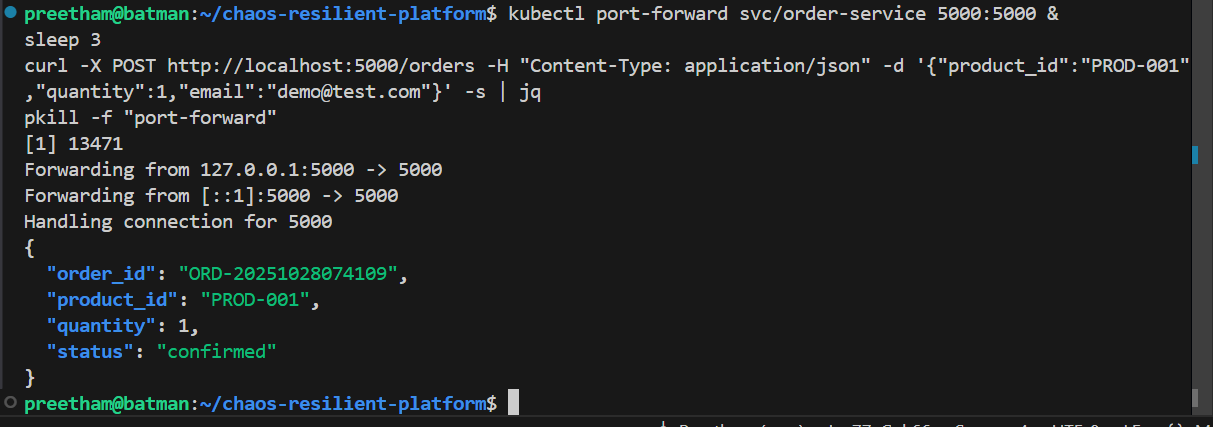 preetham@batman:~/chaos-resilient-platform$ kubectl port-forward svc/order-service 5000:5000 &
sleep 3
curl -X POST http://localhost:5000/orders -H "Content-Type: application/json" -d '{"product_id":"PROD-001"
,"quantity":1,"email":"demo@test.com"}' -s | jq
pkill -f "port-forward"
[1] 13471
Forwarding from 127.0.0.1:5000 -> 5000
Forwarding from [::1]:5000 -> 5000
Handling connection for 5000
{
  "order_id": "ORD-20251028074109",
  "product_id": "PROD-001",
  "quantity": 1,
  "status": "confirmed"
}
preetham@batman:~/chaos-resilient-platform$